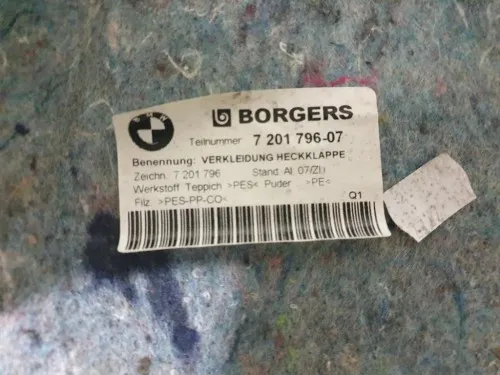 BMW BORGERS
Teilnummer 7 201 796-07
Benennung: VERKLEIDUNG HECKKLAPPE
Zeichn. 7 201 796 Stand: AI 07/ZI
Werkstoff Teppich >PES< Puder >PE<
Filz >PES-PP-CO<
Q1